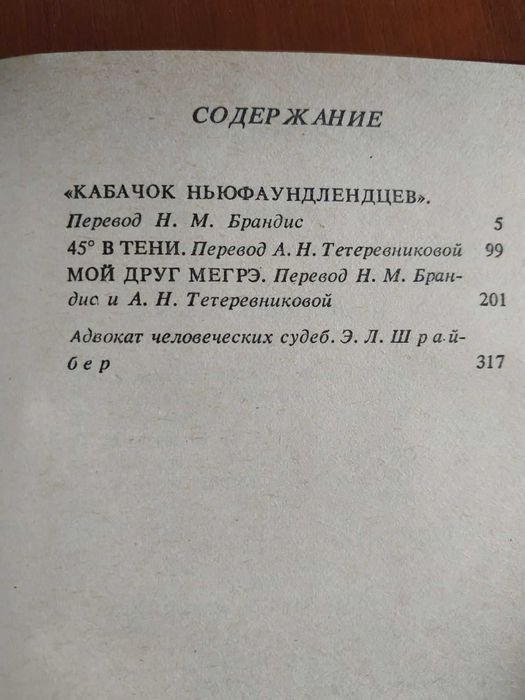 СОДЕРЖАНИЕ
«КАБАЧОК НЬЮФАУНДЛЕНДЦЕВ».
Перевод Н. М. Брандис 5
45° В ТЕНИ. Перевод А. Н. Тетеревниковой 99
МОЙ ДРУГ МЕГРЭ. Перевод Н. М. Бран-
дис и А. Н. Тетеревниковой 201
Адвокат человеческих судеб. Э. Л. Шрай-
бер 317